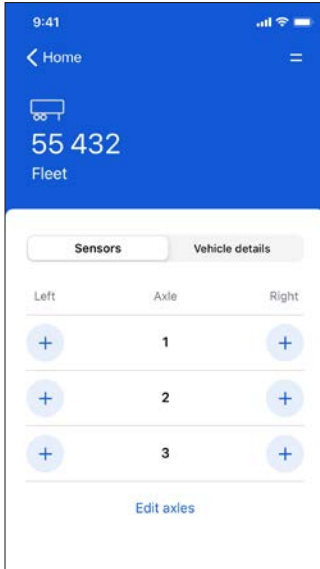 9:41
Home
55 432
Fleet
Sensors Vehicle details
Left Axle Right
+ 1 +
+ 2 +
+ 3 +
Edit axles